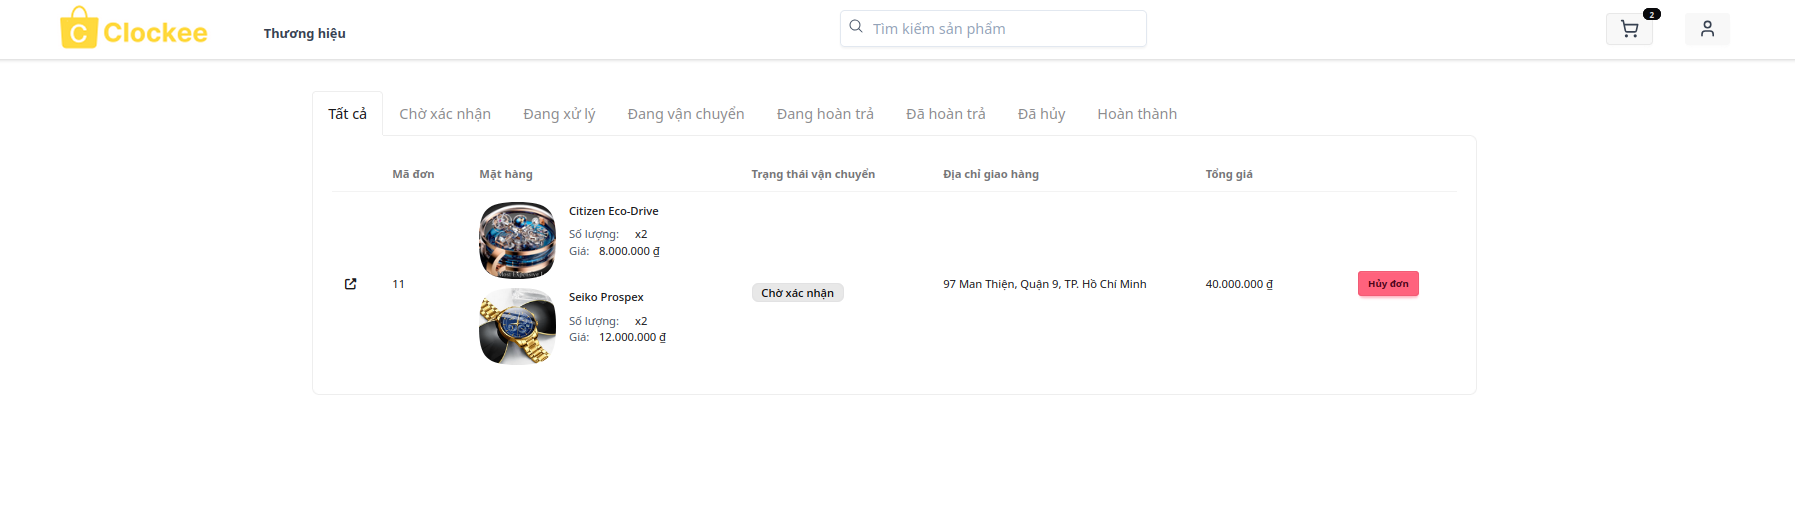 C Clockee
Thương hiệu
Tìm kiếm sản phẩm
2
Tất cả
Chờ xác nhận
Đang xử lý
Đang vận chuyển
Đang hoàn trả
Đã hoàn trả
Đã hủy
Hoàn thành
Mã đơn
Mặt hàng
Trạng thái vận chuyển
Địa chỉ giao hàng
Tổng giá
11
Citizen Eco-Drive
Số lượng: x2
Giá: 8.000.000 ₫
Seiko Prospex
Số lượng: x2
Giá: 12.000.000 ₫
Chờ xác nhận
97 Man Thiện, Quận 9, TP. Hồ Chí Minh
40.000.000 ₫
Hủy đơn